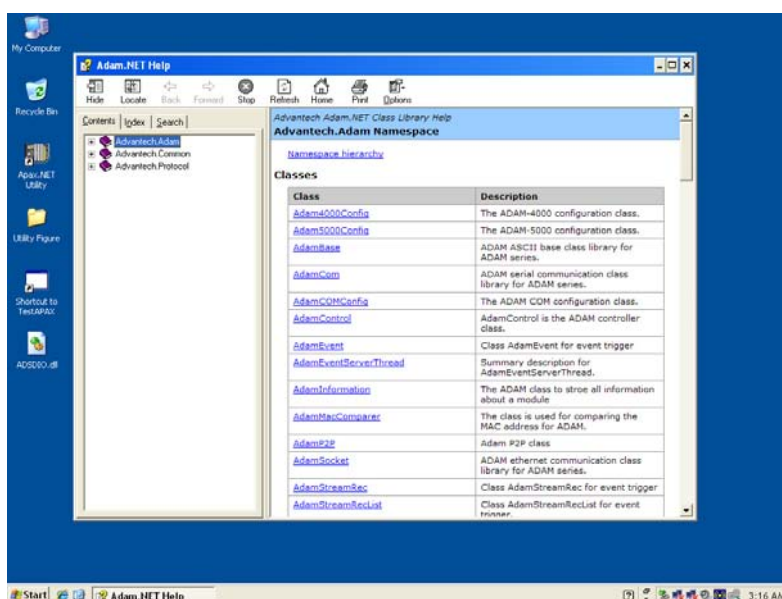 My Computer
Recycle Bin
Apax.NET
Utility
Utility Figure
Shortcut to
TestAPAX
ADSDIO.dll
Adam.NET Help
Hide Locate Back Forward Stop Refresh Home Print Options
Contents Index Search
Advantech.Adam
Advantech.Common
Advantech.Protocol
Advantech Adam.NET Class Library Help
Advantech.Adam Namespace
Namespace hierarchy
Classes
Class Description
Adam4000Config The ADAM-4000 configuration class.
Adam5000Config The ADAM-5000 configuration class.
AdamBase ADAM ASCII base class library for
ADAM series.
AdamCom ADAM serial communication class
library for ADAM series.
AdamCOMConfig The ADAM COM configuration class.
AdamControl AdamControl is the ADAM controller
class.
AdamEvent Class AdamEvent for event trigger
AdamEventServerThread Summary description for
AdamEventServerThread.
AdamInformation The ADAM class to stroe all information
about a module
AdamMacComparer The class is used for comparing the
MAC address for ADAM.
AdamP2P Adam P2P class
AdamSocket ADAM ethernet communication class
library for ADAM series.
AdamStreamRec Class AdamStreamRec for event trigger
AdamStreamRecList Class AdamStreamRecList for event
trigger.
Start Adam.NET Help 3:16 AM